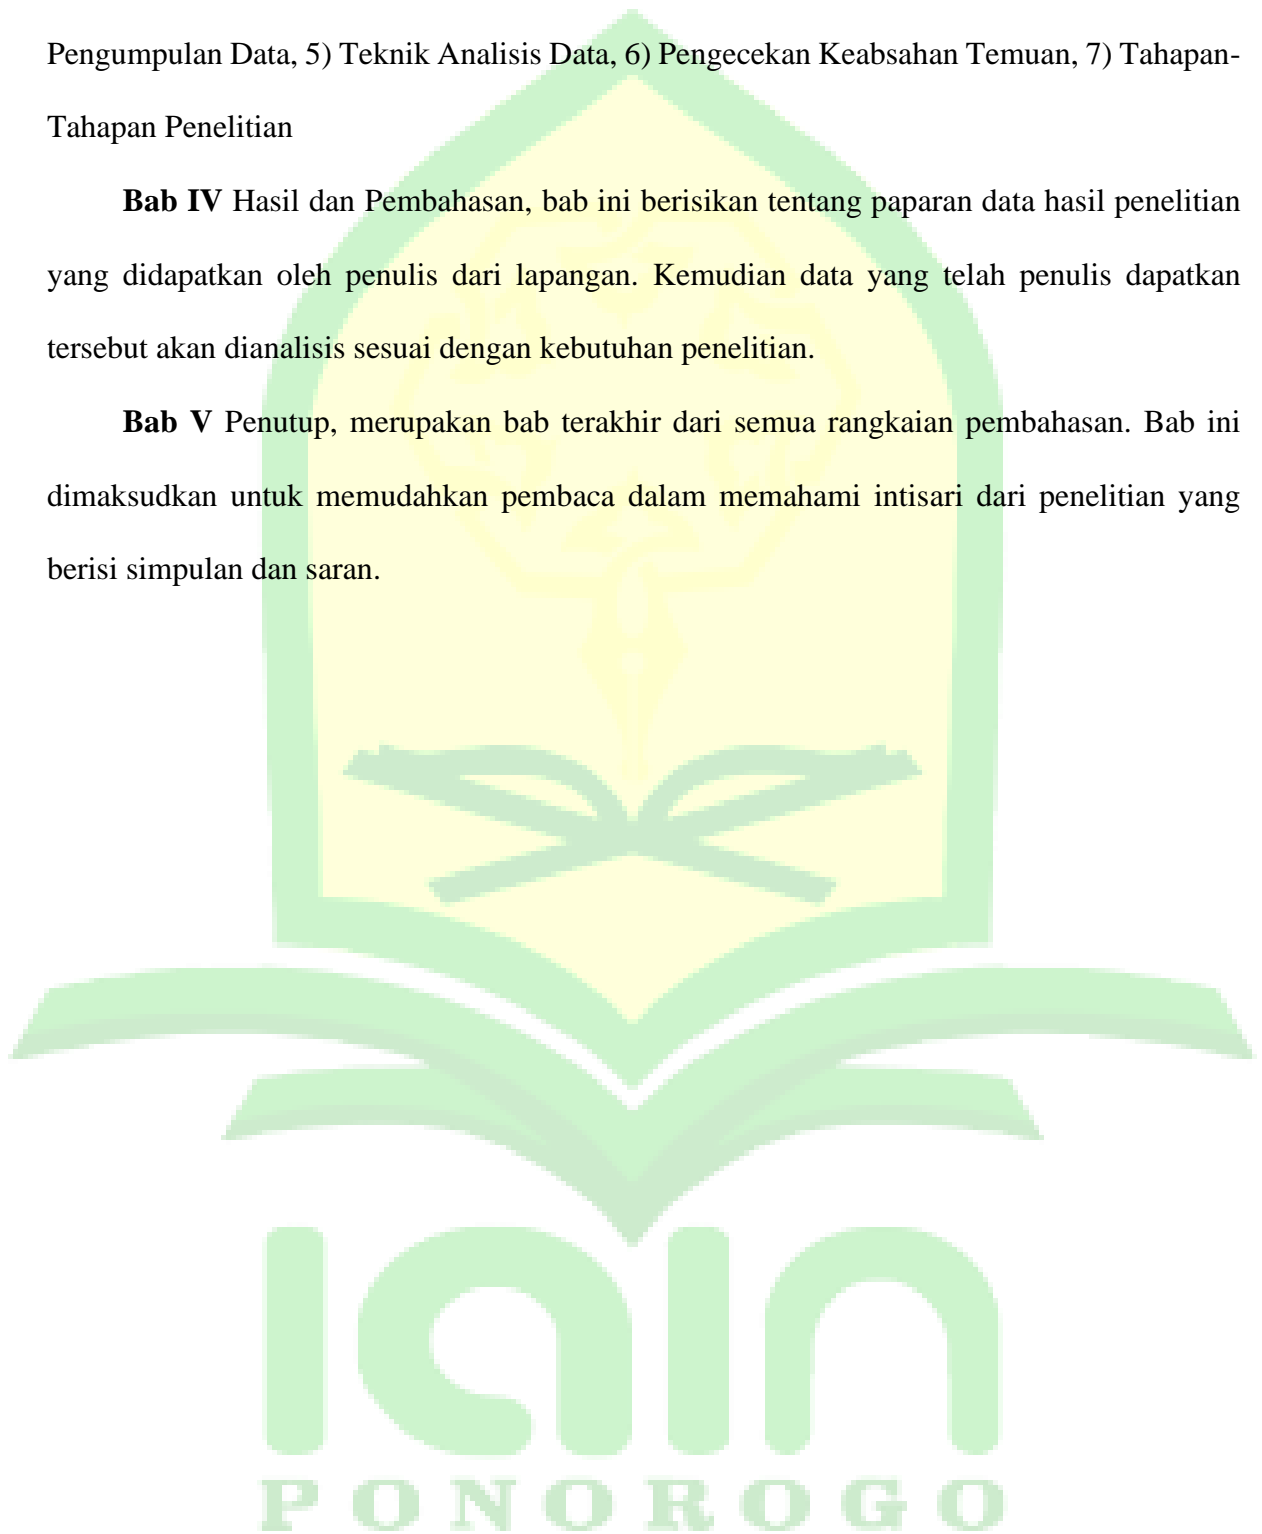 Pengumpulan Data, 5) Teknik Analisis Data, 6) Pengecekan Keabsahan Temuan, 7) Tahapan-
Tahapan Penelitian
Bab IV Hasil dan Pembahasan, bab ini berisikan tentang paparan data hasil penelitian
yang didapatkan oleh penulis dari lapangan. Kemudian data yang telah penulis dapatkan
tersebut akan dianalisis sesuai dengan kebutuhan penelitian.
Bab V Penutup, merupakan bab terakhir dari semua rangkaian pembahasan. Bab ini
dimaksudkan untuk memudahkan pembaca dalam memahami intisari dari penelitian yang
berisi simpulan dan saran.
iain
PONOROGO